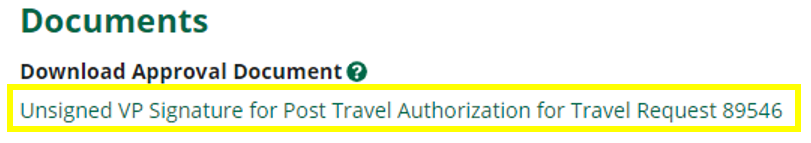 Documents
Download Approval Document ?
Unsigned VP Signature for Post Travel Authorization for Travel Request 89546